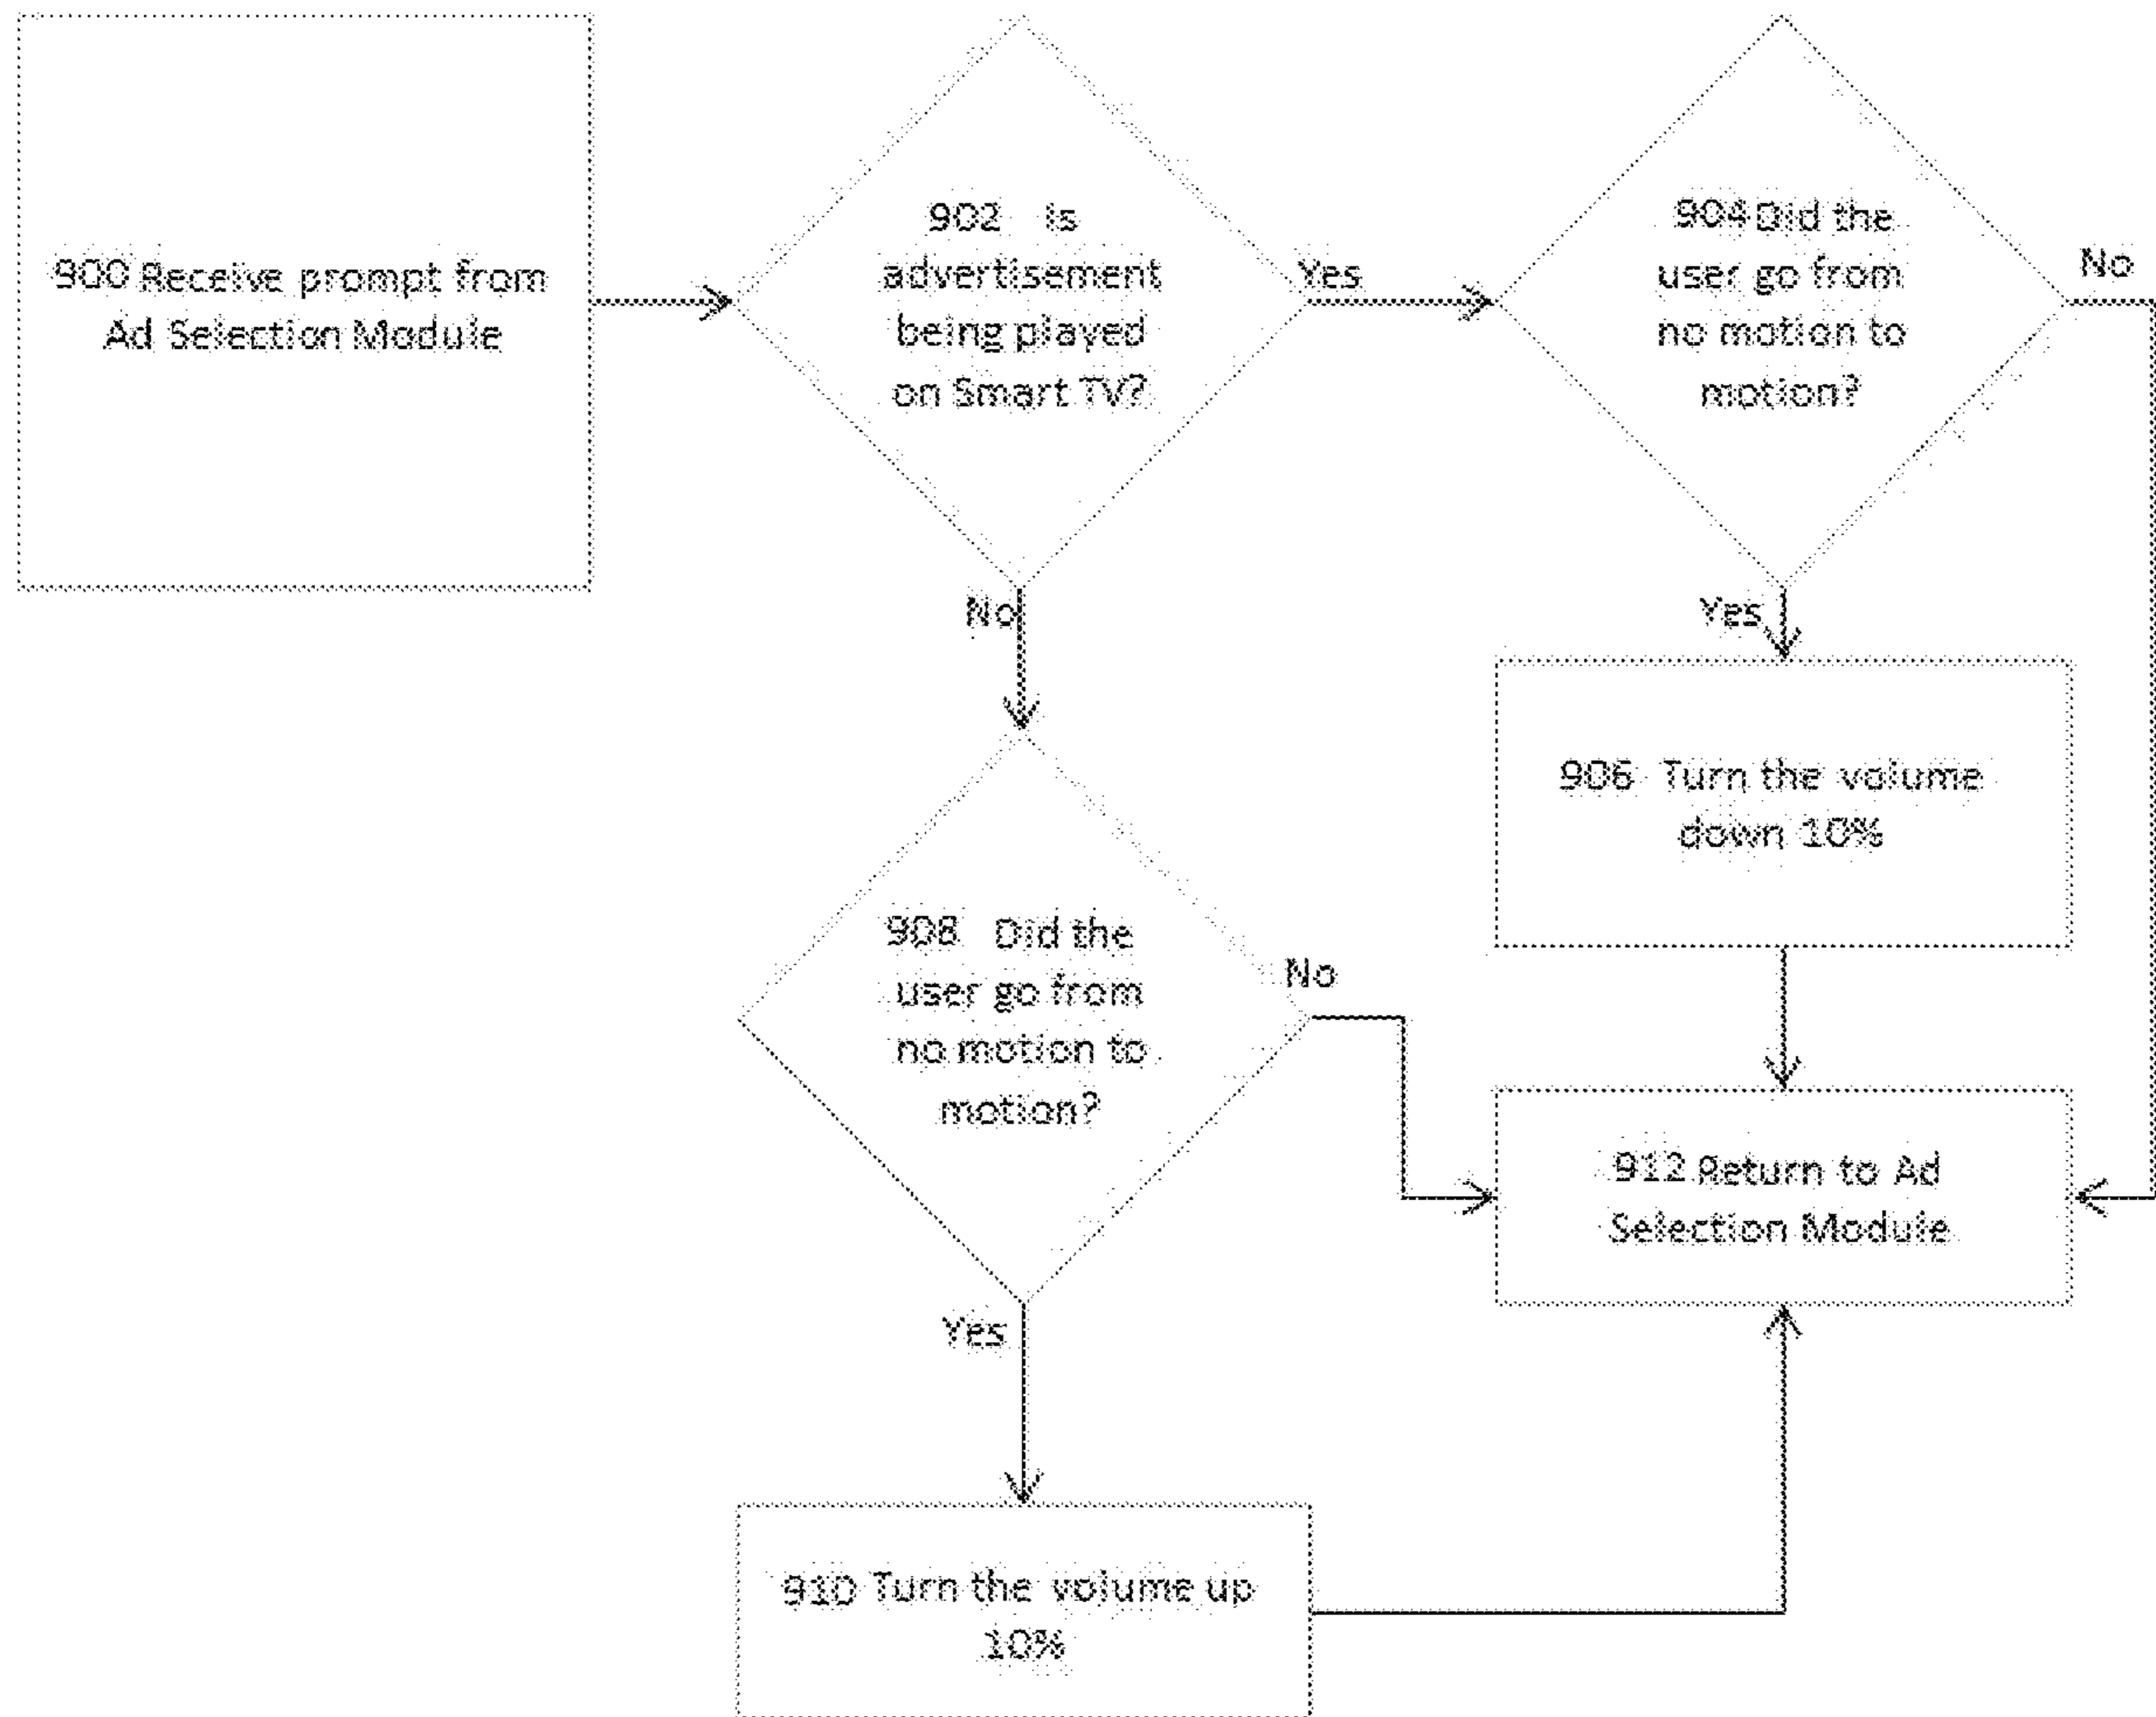 900 Receive prompt from
Ad Selection Module
902 Is
advertisement
being played
on Smart TV?
Yes
No
904 Did the
user go from
no motion to
motion?
No
Yes
906 Turn the volume
down 10%
908 Did the
user go from
no motion to
motion?
No
Yes
912 Return to Ad
Selection Module
910 Turn the volume up
10%